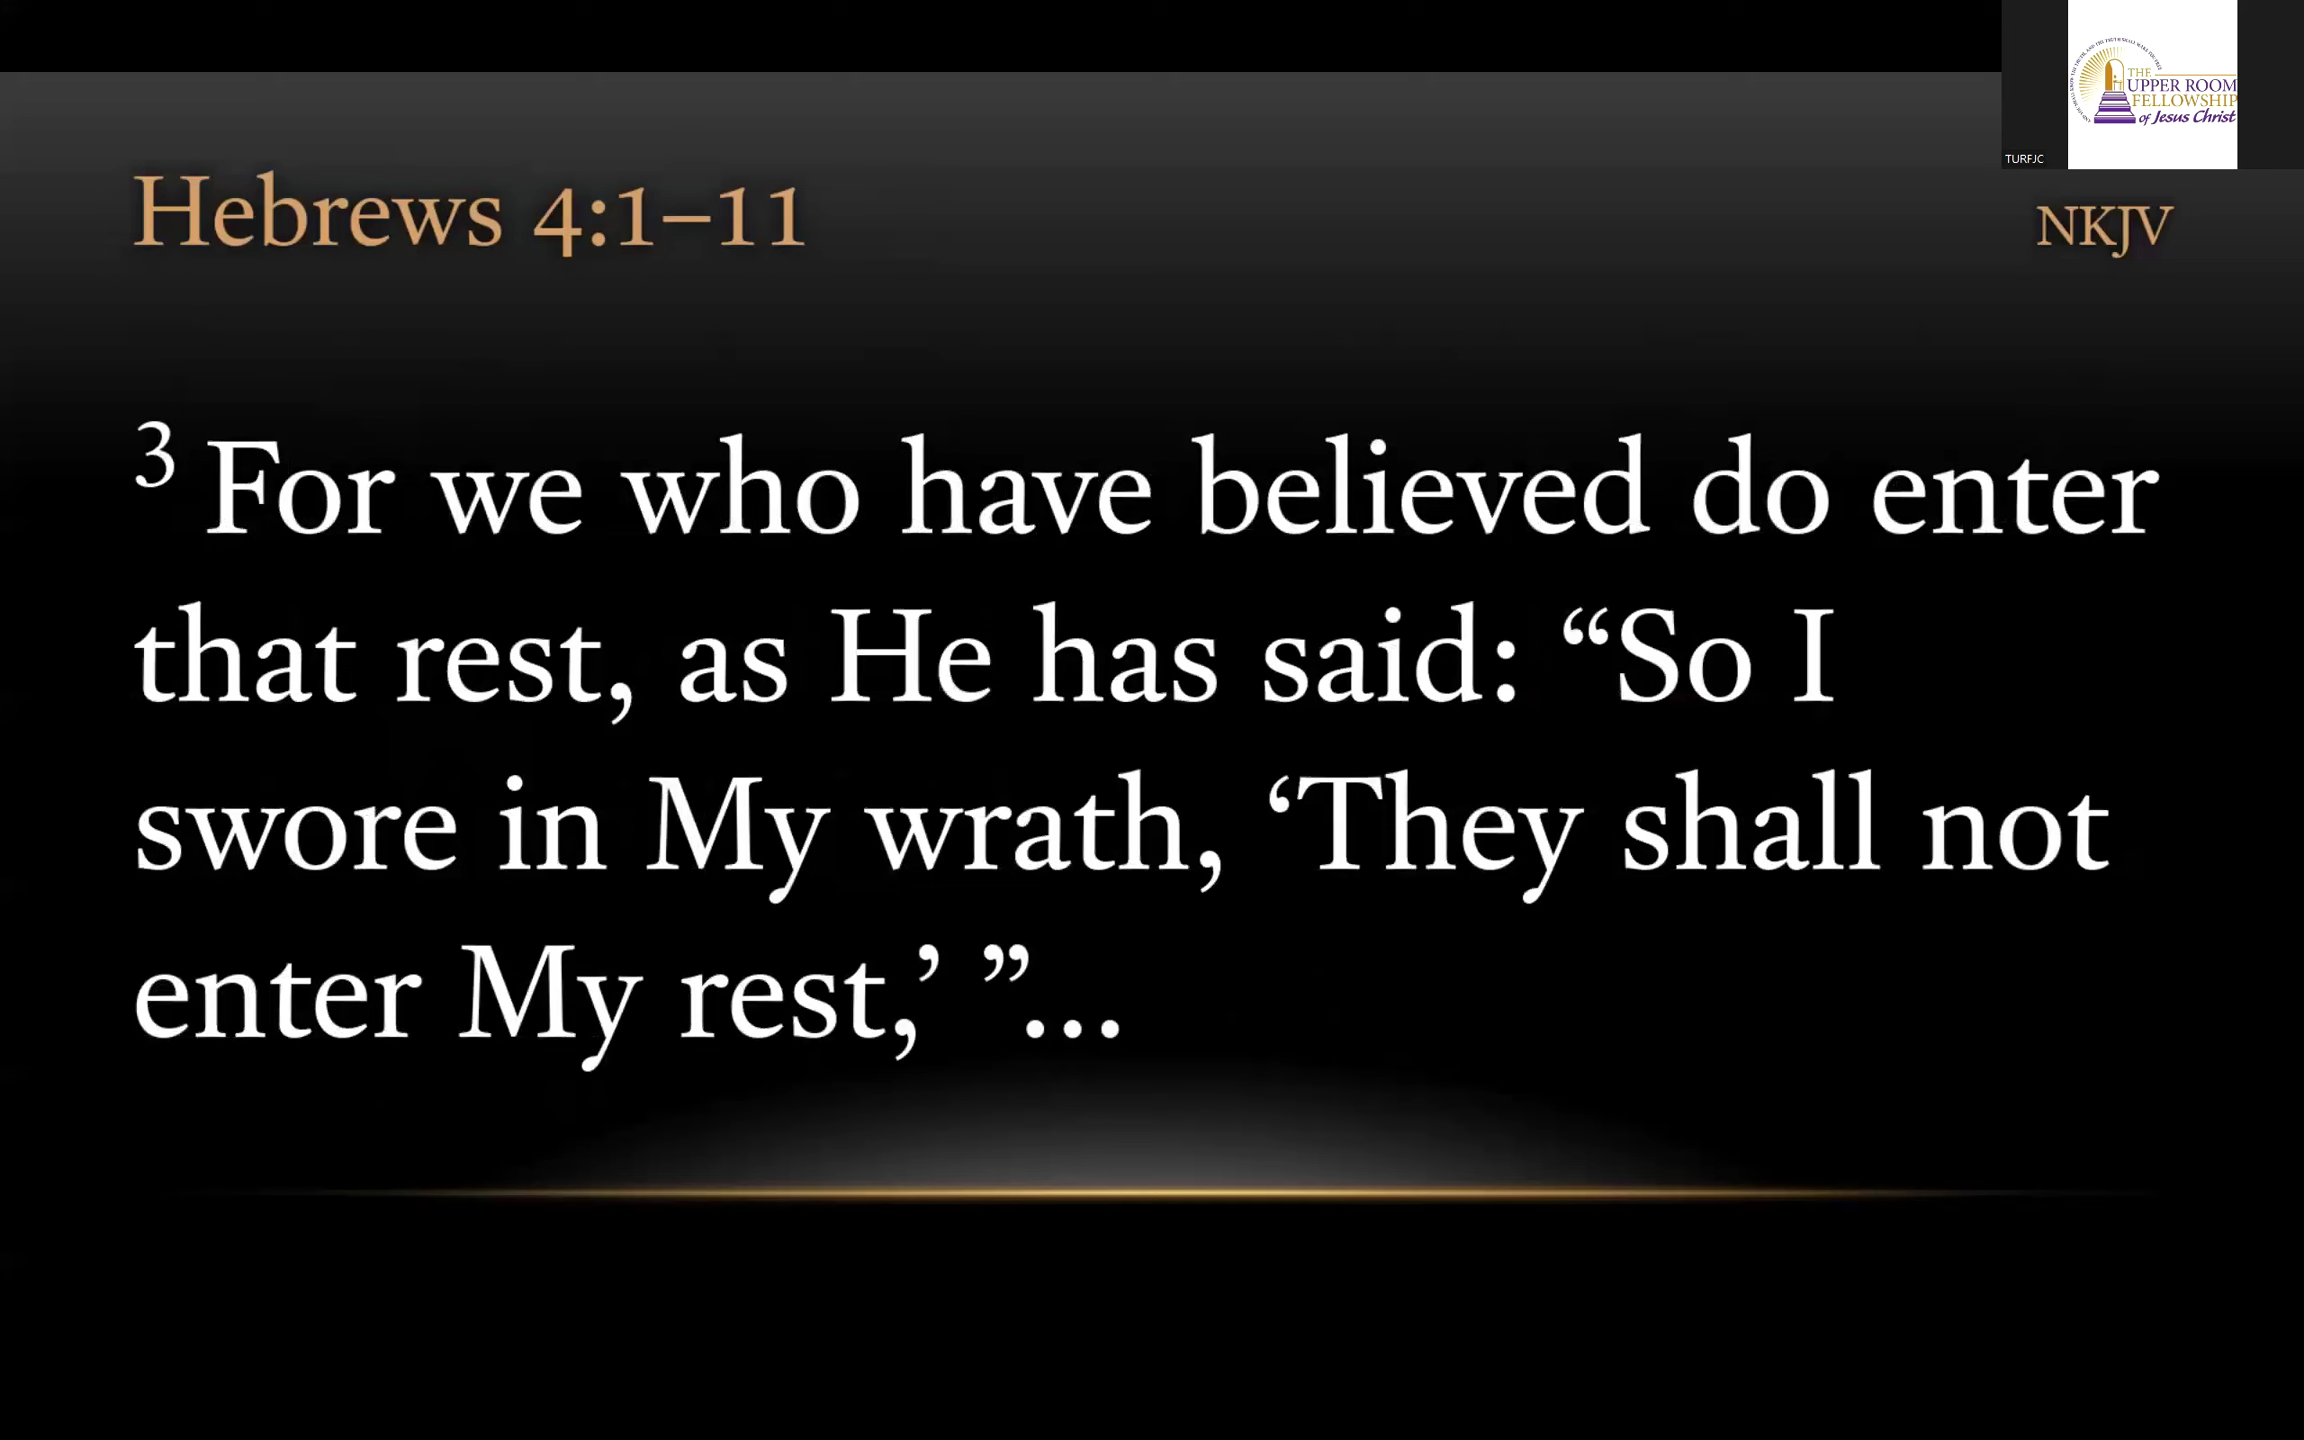 THE
UPPER ROOM
FELLOWSHIP
of Jesus Christ
TURFJC
Hebrews 4:1–11
NKJV
3 For we who have believed do enter
that rest, as He has said: “So I
swore in My wrath, ‘They shall not
enter My rest,’ ”...